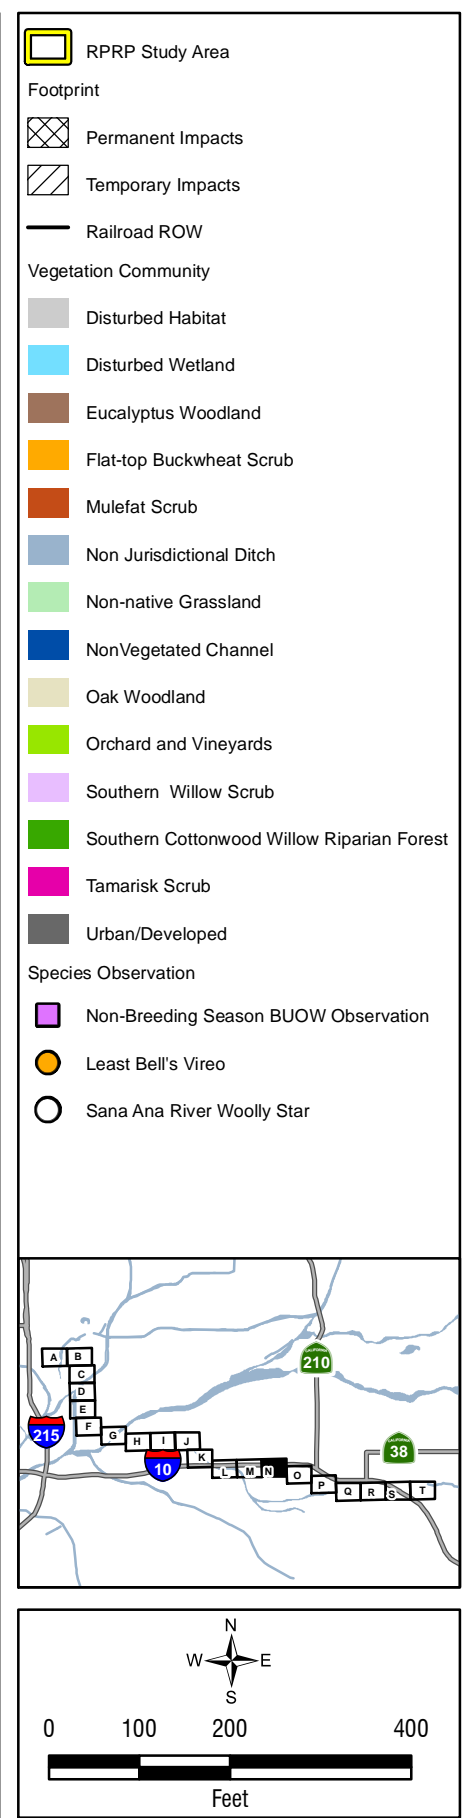 RPRP Study Area
Footprint
Permanent Impacts
Temporary Impacts
Railroad ROW
Vegetation Community
Disturbed Habitat
Disturbed Wetland
Eucalyptus Woodland
Flat-top Buckwheat Scrub
Mulefat Scrub
Non Jurisdictional Ditch
Non-native Grassland
NonVegetated Channel
Oak Woodland
Orchard and Vineyards
Southern  Willow Scrub
Southern Cottonwood Willow Riparian Forest
Tamarisk Scrub
Urban/Developed
Species Observation
Non-Breeding Season BUOW Observation
Least Bell's Vireo
Sana Ana River Woolly Star
A B
C
D
E
F
G
H I J
K
L M N
O
P
Q R S T
215
10
CALIFORNIA
210
CALIFORNIA
38
N
W E
S
0 100 200 400
Feet